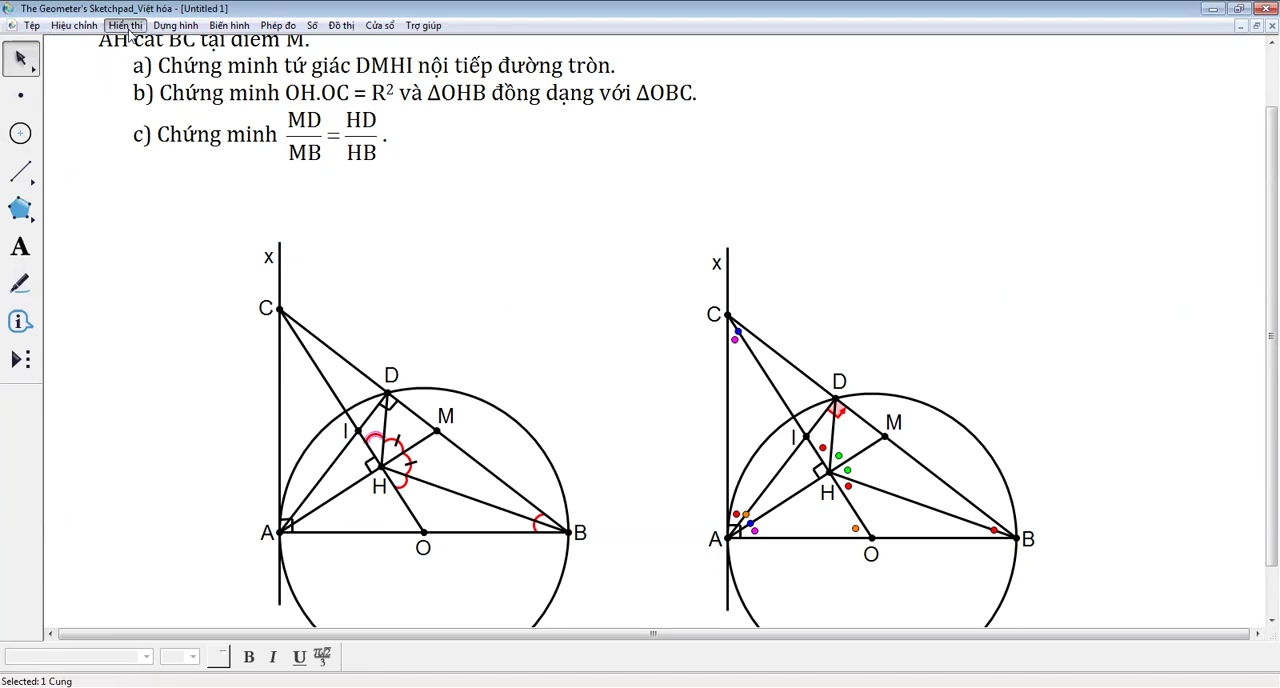 The Geometer's Sketchpad_Việt hóa - [Untitled 1]
Tệp Hiệu chỉnh Hiển thị Dựng hình Biến hình Phép đo Số Đồ thị Cửa sổ Trợ giúp
AH cắt BC tại điểm M.
a) Chứng minh tứ giác DMHI nội tiếp đường tròn.
b) Chứng minh OH.OC = R² và ΔOHB đồng dạng với ΔOBC.
c) Chứng minh MD/MB = HD/HB .
x x
C C
D D
M M
I I
H H
A B A B
O O
B I U
Selected: 1 Cung